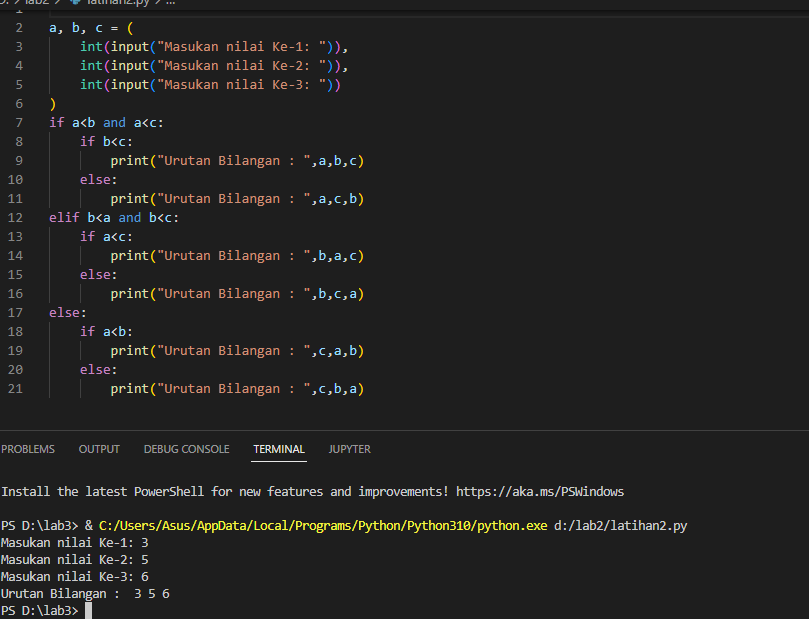 lab2 > latihan2.py > ...
1
2 a, b, c = (
3     int(input("Masukan nilai Ke-1: ")),
4     int(input("Masukan nilai Ke-2: ")),
5     int(input("Masukan nilai Ke-3: "))
6 )
7 if a<b and a<c:
8     if b<c:
9         print("Urutan Bilangan : ",a,b,c)
10     else:
11         print("Urutan Bilangan : ",a,c,b)
12 elif b<a and b<c:
13     if a<c:
14         print("Urutan Bilangan : ",b,a,c)
15     else:
16         print("Urutan Bilangan : ",b,c,a)
17 else:
18     if a<b:
19         print("Urutan Bilangan : ",c,a,b)
20     else:
21         print("Urutan Bilangan : ",c,b,a)
PROBLEMS OUTPUT DEBUG CONSOLE TERMINAL JUPYTER
Install the latest PowerShell for new features and improvements! https://aka.ms/PSWindows
PS D:\lab3> & C:/Users/Asus/AppData/Local/Programs/Python/Python310/python.exe d:/lab2/latihan2.py
Masukan nilai Ke-1: 3
Masukan nilai Ke-2: 5
Masukan nilai Ke-3: 6
Urutan Bilangan :  3 5 6
PS D:\lab3>